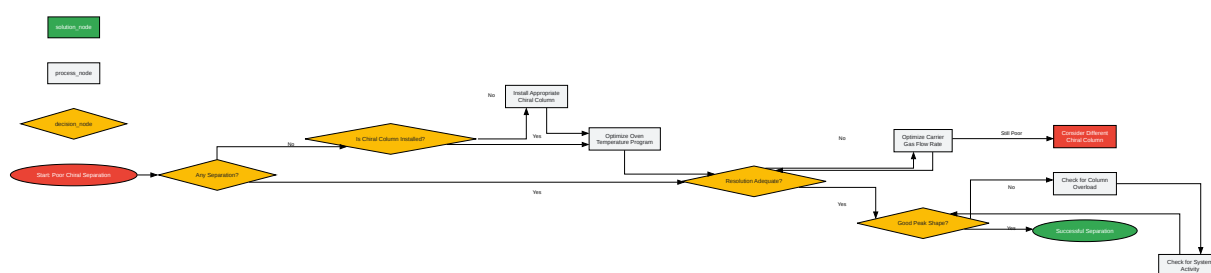 solution_node
process_node
decision_node
Start: Poor Chiral Separation
Any Separation?
No
Yes
Is Chiral Column Installed?
No
Yes
Install Appropriate
Chiral Column
Optimize Oven
Temperature Program
Resolution Adequate?
No
Yes
Optimize Carrier
Gas Flow Rate
Still Poor
Consider Different
Chiral Column
Good Peak Shape?
No
Yes
Check for Column
Overload
Successful Separation
Check for System
Activity